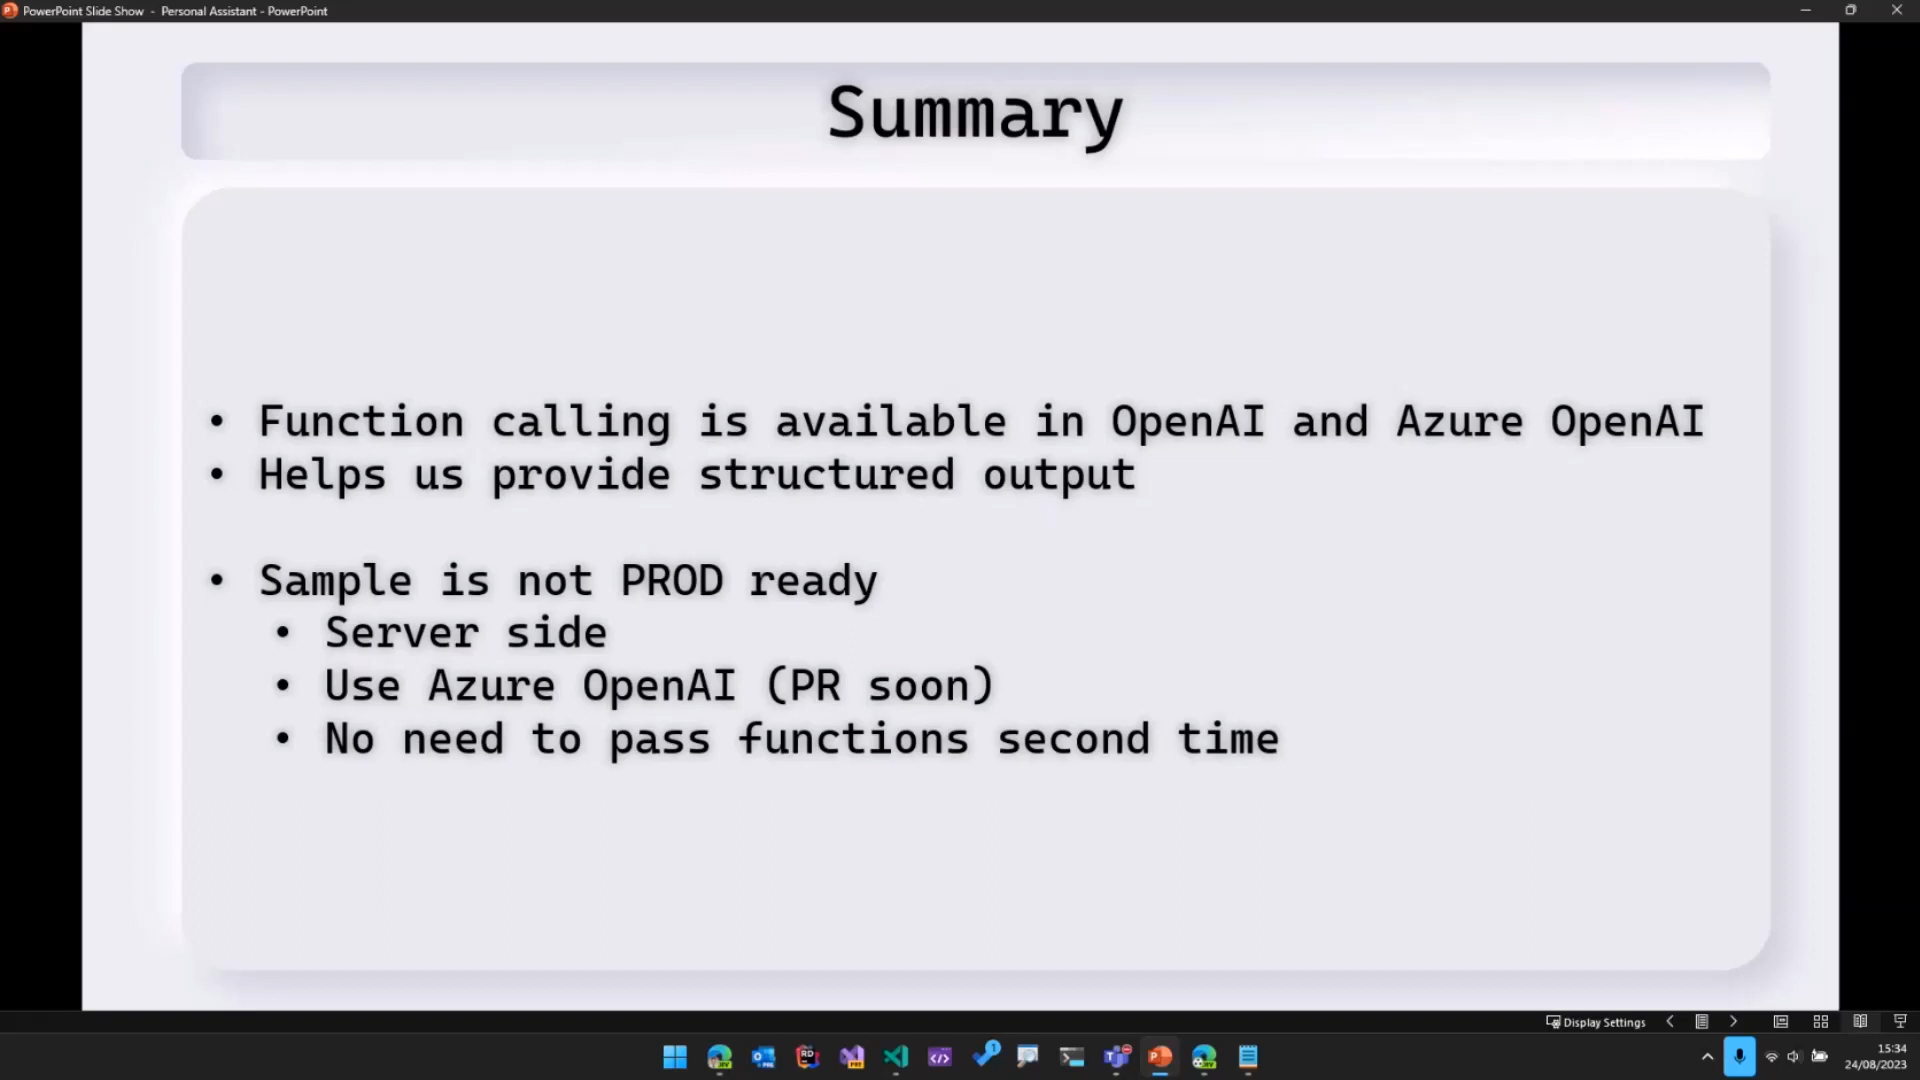 PowerPoint Slide Show - Personal Assistant - PowerPoint
Summary
• Function calling is available in OpenAI and Azure OpenAI
• Helps us provide structured output
• Sample is not PROD ready
• Server side
• Use Azure OpenAI (PR soon)
• No need to pass functions second time
Display Settings
15:34
24/08/2023